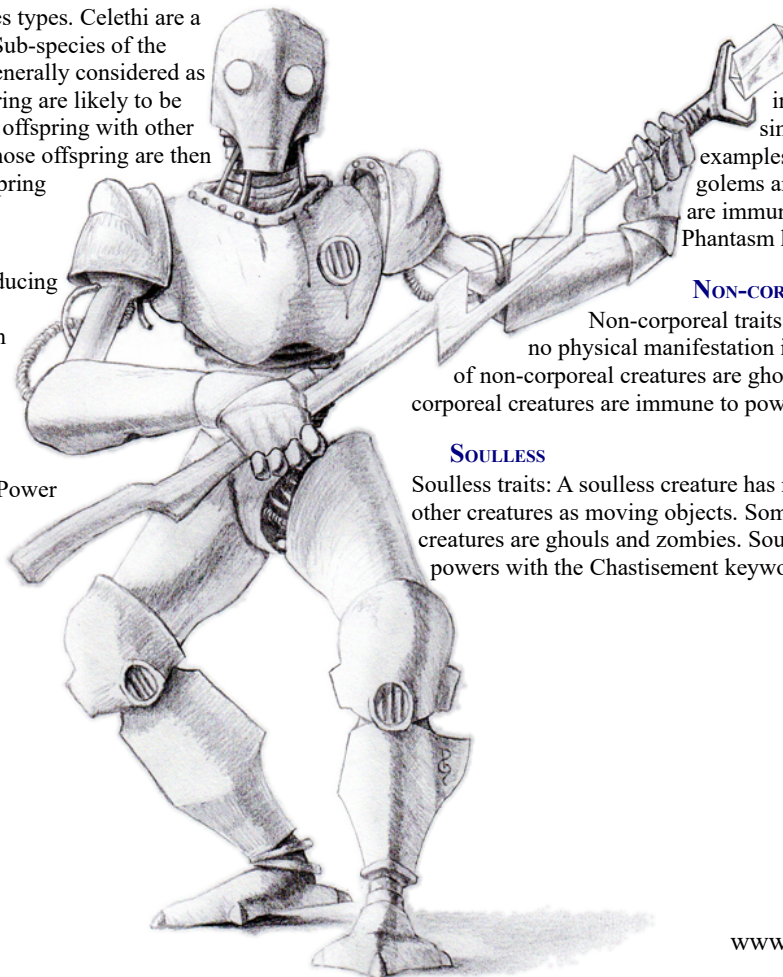 es types. Celethi are a
Sub-species of the
enerally considered as
ring are likely to be
offspring with other
hose offspring are then
pring
ducing
n
Power
in
sin
examples
golems a
are immun
Phantasm
NON-COR
Non-corporeal traits
no physical manifestation i
of non-corporeal creatures are gho
corporeal creatures are immune to pow
SOULLESS
Soulless traits: A soulless creature has
other creatures as moving objects. Som
creatures are ghouls and zombies. Sou
powers with the Chastisement keywo
www